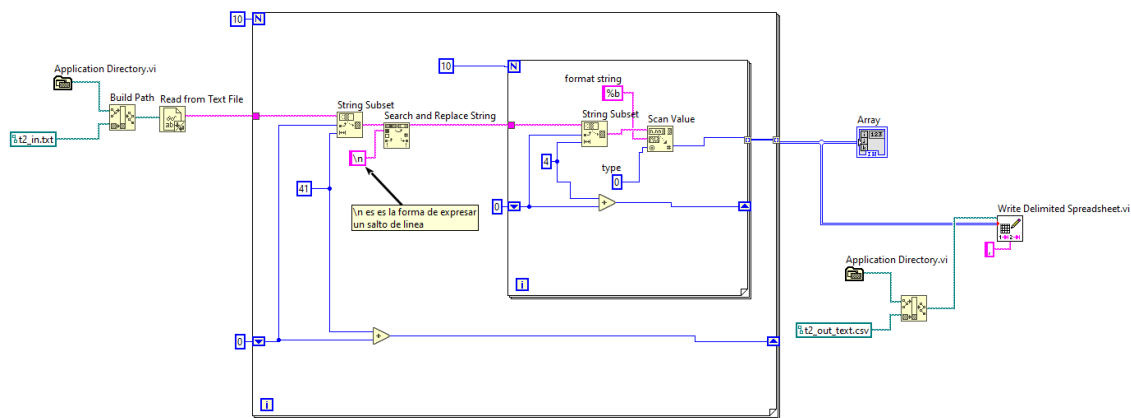 10
N
Application Directory.vi
Build Path
Read from Text File
t2_in.txt
String Subset
Search and Replace String
\n
41
\n es es la forma de expresar
un salto de linea
0
i
10
N
format string
%b
String Subset
Scan Value
4
type
0
0
i
Array
Write Delimited Spreadsheet.vi
,
Application Directory.vi
t2_out_text.csv